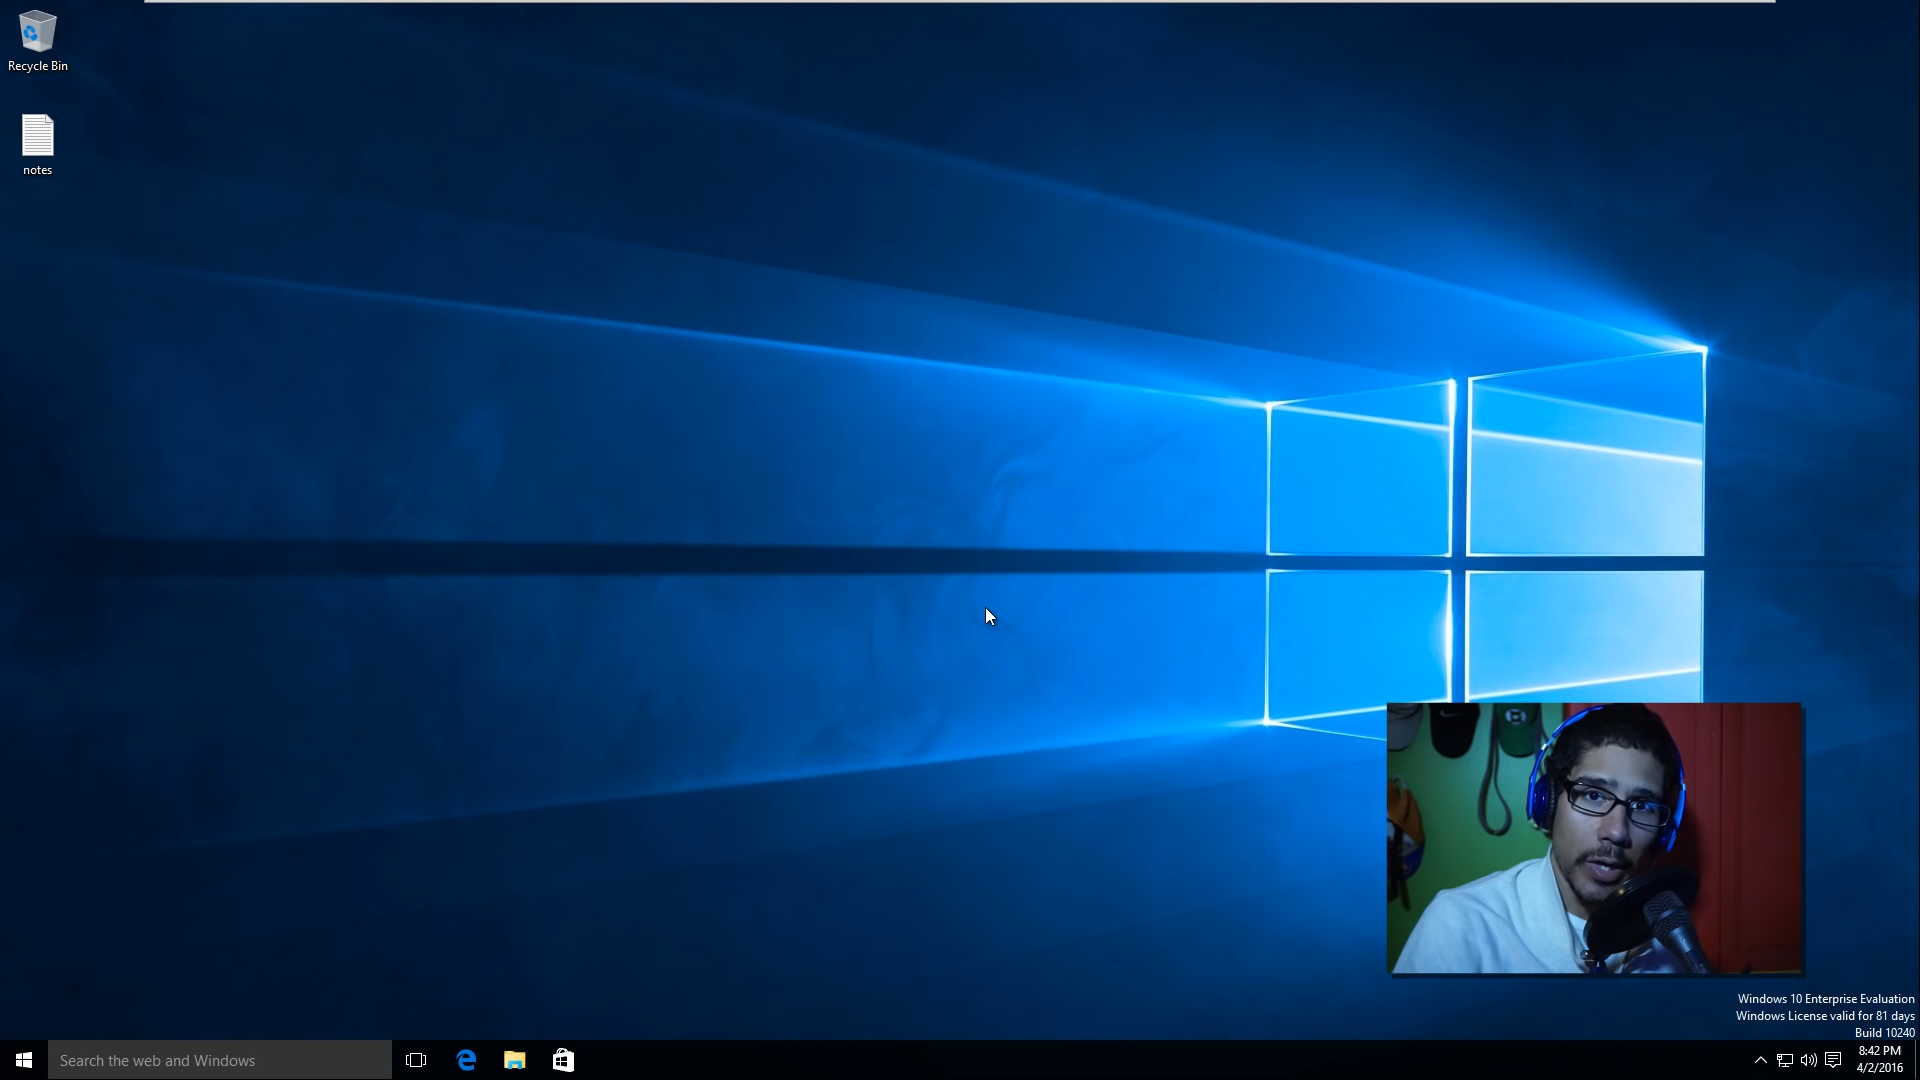 Recycle Bin
notes
Windows 10 Enterprise Evaluation
Windows License valid for 81 days
Build 10240
Search the web and Windows
8:42 PM
4/2/2016